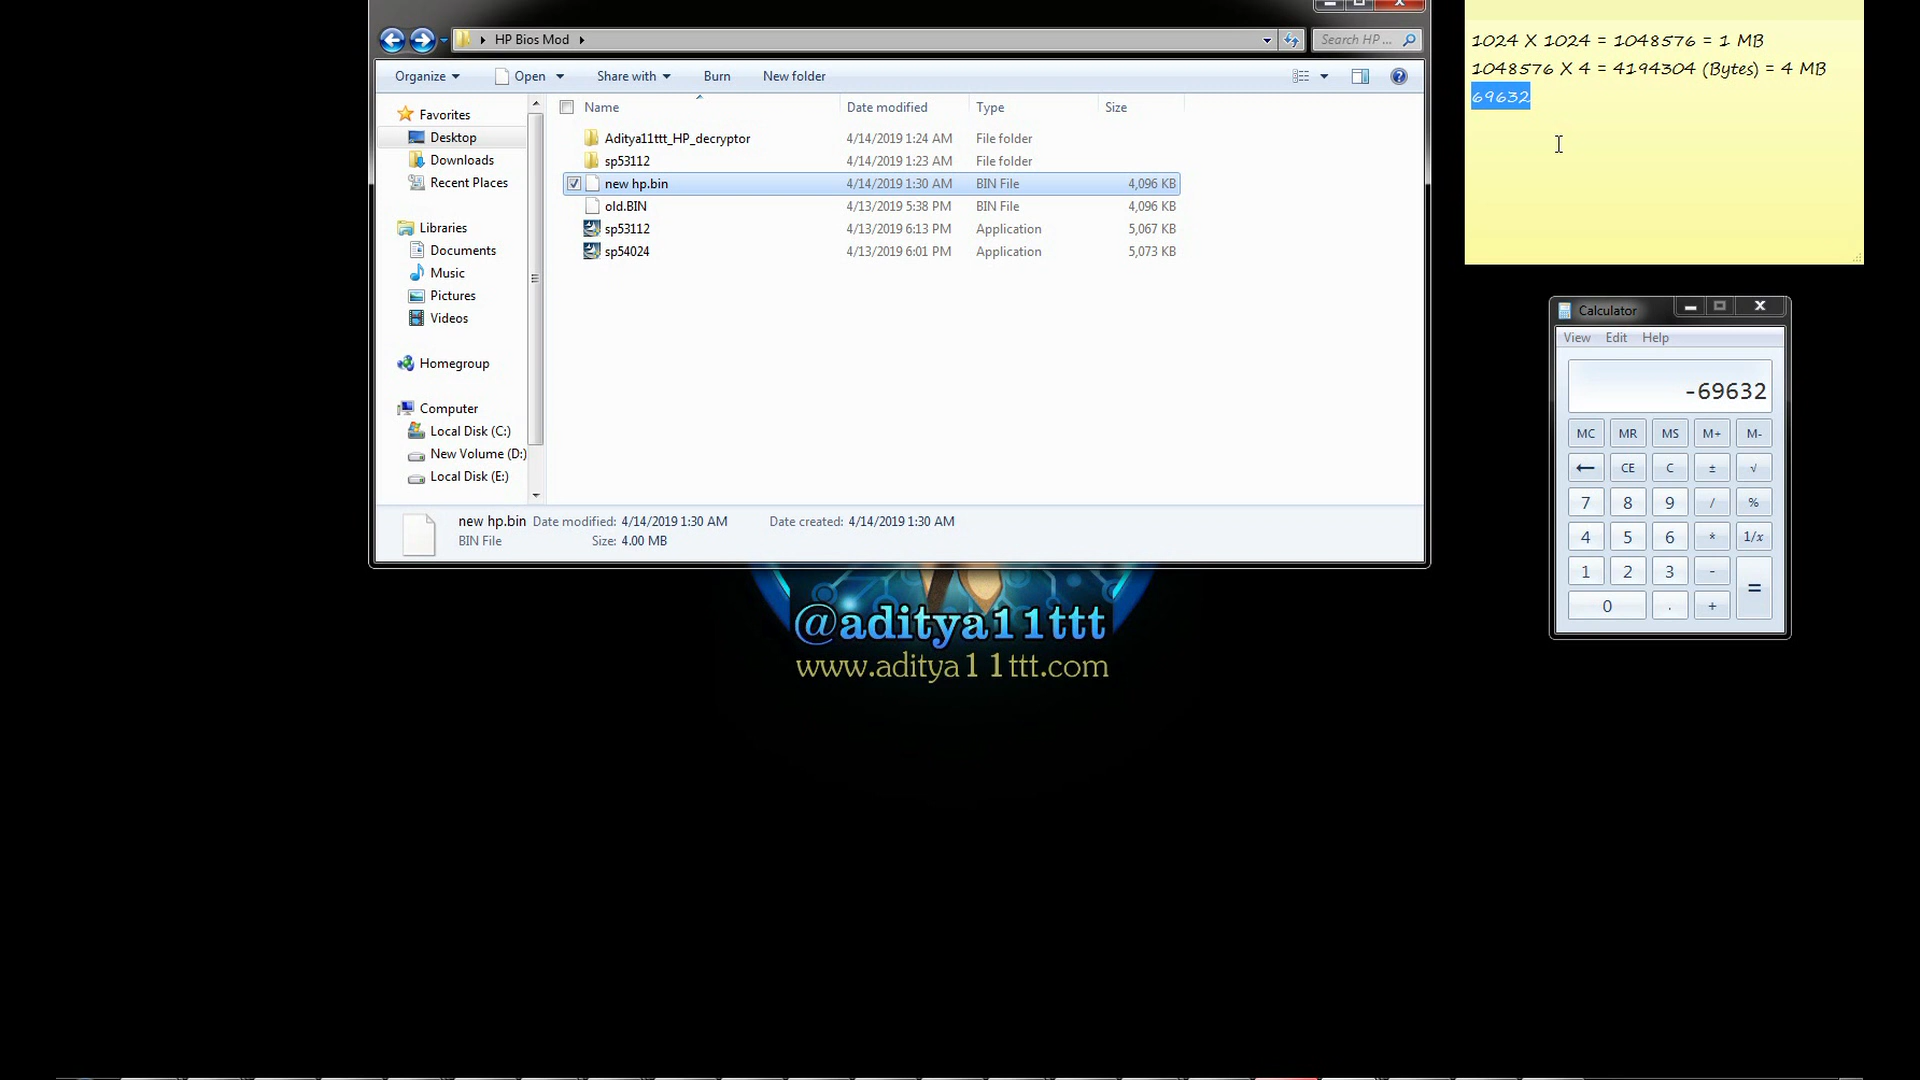 HP Bios Mod
Search HP ...
Organize Open Share with Burn New folder
Name Date modified Type Size
Favorites
Desktop
Downloads
Recent Places
Libraries
Documents
Music
Pictures
Videos
Homegroup
Computer
Local Disk (C:)
New Volume (D:)
Local Disk (E:)
Aditya11ttt_HP_decryptor 4/14/2019 1:24 AM File folder
sp53112 4/14/2019 1:23 AM File folder
new hp.bin 4/14/2019 1:30 AM BIN File 4,096 KB
old.BIN 4/13/2019 5:38 PM BIN File 4,096 KB
sp53112 4/13/2019 6:13 PM Application 5,067 KB
sp54024 4/13/2019 6:01 PM Application 5,073 KB
new hp.bin Date modified: 4/14/2019 1:30 AM Date created: 4/14/2019 1:30 AM
BIN File Size: 4.00 MB
1024 X 1024 = 1048576 = 1 MB
1048576 X 4 = 4194304 (Bytes) = 4 MB
69632
Calculator
View Edit Help
-69632
MC MR MS M+ M-
← CE C ± √
7 8 9 / %
4 5 6 * 1/x
1 2 3 - =
0 . +
@aditya11ttt
www.aditya11ttt.com